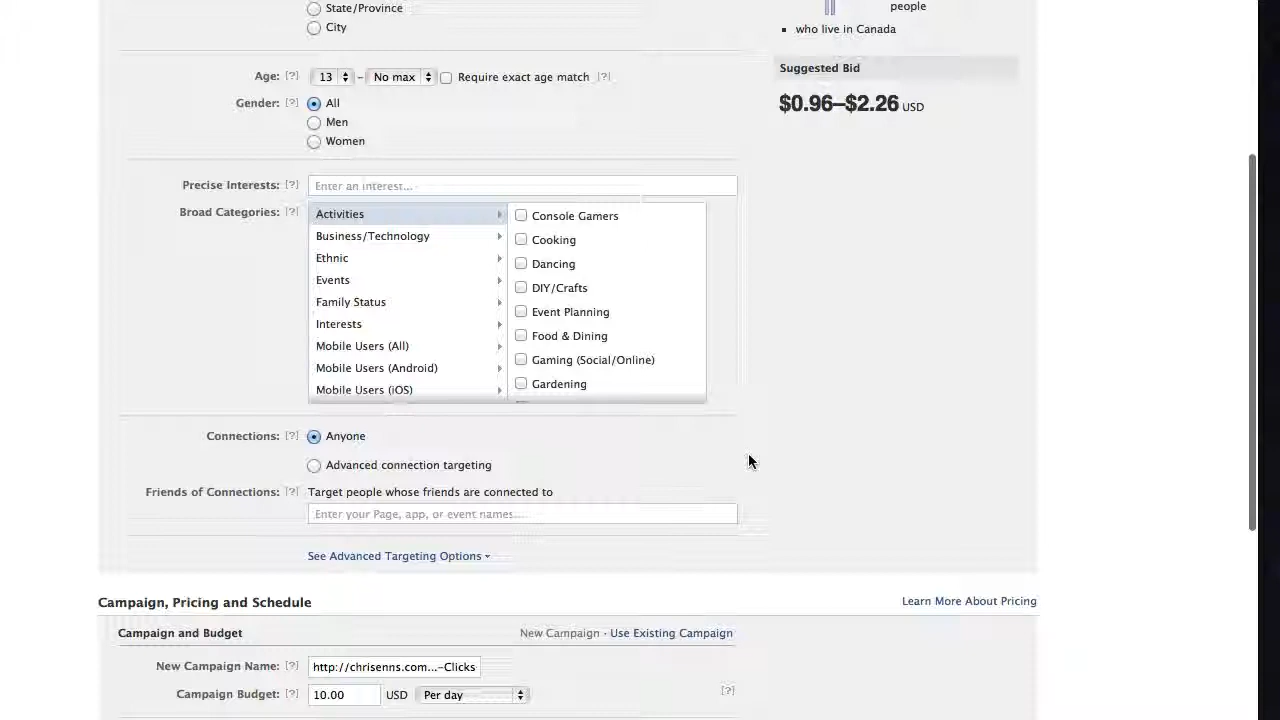 State/Province
City
people
who live in Canada
Age: [?] 13 – No max Require exact age match [?]
Suggested Bid
$0.96–$2.26 USD
Gender: [?] All
Men
Women
Precise Interests: [?] Enter an interest...
Broad Categories: [?]
Activities
Business/Technology
Ethnic
Events
Family Status
Interests
Mobile Users (All)
Mobile Users (Android)
Mobile Users (iOS)
Console Gamers
Cooking
Dancing
DIY/Crafts
Event Planning
Food & Dining
Gaming (Social/Online)
Gardening
Connections: [?] Anyone
Advanced connection targeting
Friends of Connections: [?] Target people whose friends are connected to
Enter your Page, app, or event names...
See Advanced Targeting Options
Campaign, Pricing and Schedule
Learn More About Pricing
Campaign and Budget
New Campaign · Use Existing Campaign
New Campaign Name: [?] http://chrisenns.com...-Clicks
Campaign Budget: [?] 10.00 USD Per day [?]